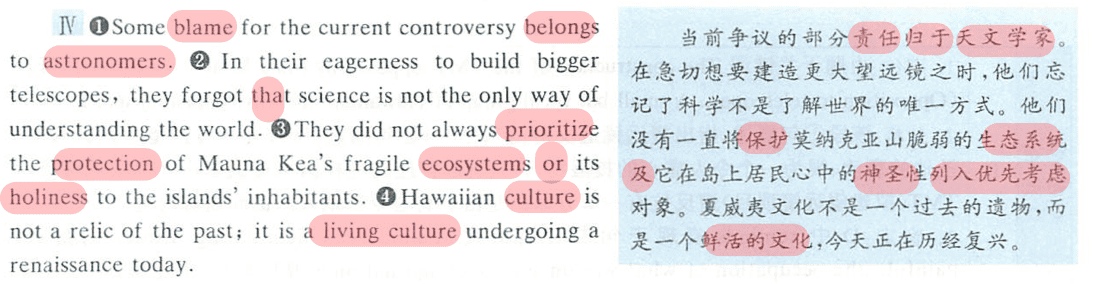 Ⅳ ❶Some blame for the current controversy belongs
to astronomers. ❷ In their eagerness to build bigger
telescopes, they forgot that science is not the only way of
understanding the world. ❸They did not always prioritize
the protection of Mauna Kea's fragile ecosystems or its
holiness to the islands' inhabitants. ❹Hawaiian culture is
not a relic of the past; it is a living culture undergoing a
renaissance today.
当前争议的部分责任归于天文学家。
在急切想要建造更大望远镜之时,他们忘
记了科学不是了解世界的唯一方式。他们
没有一直将保护莫纳克亚山脆弱的生态系统
及它在岛上居民心中的神圣性列入优先考虑
对象。夏威夷文化不是一个过去的遗物,而
是一个鲜活的文化,今天正在历经复兴。